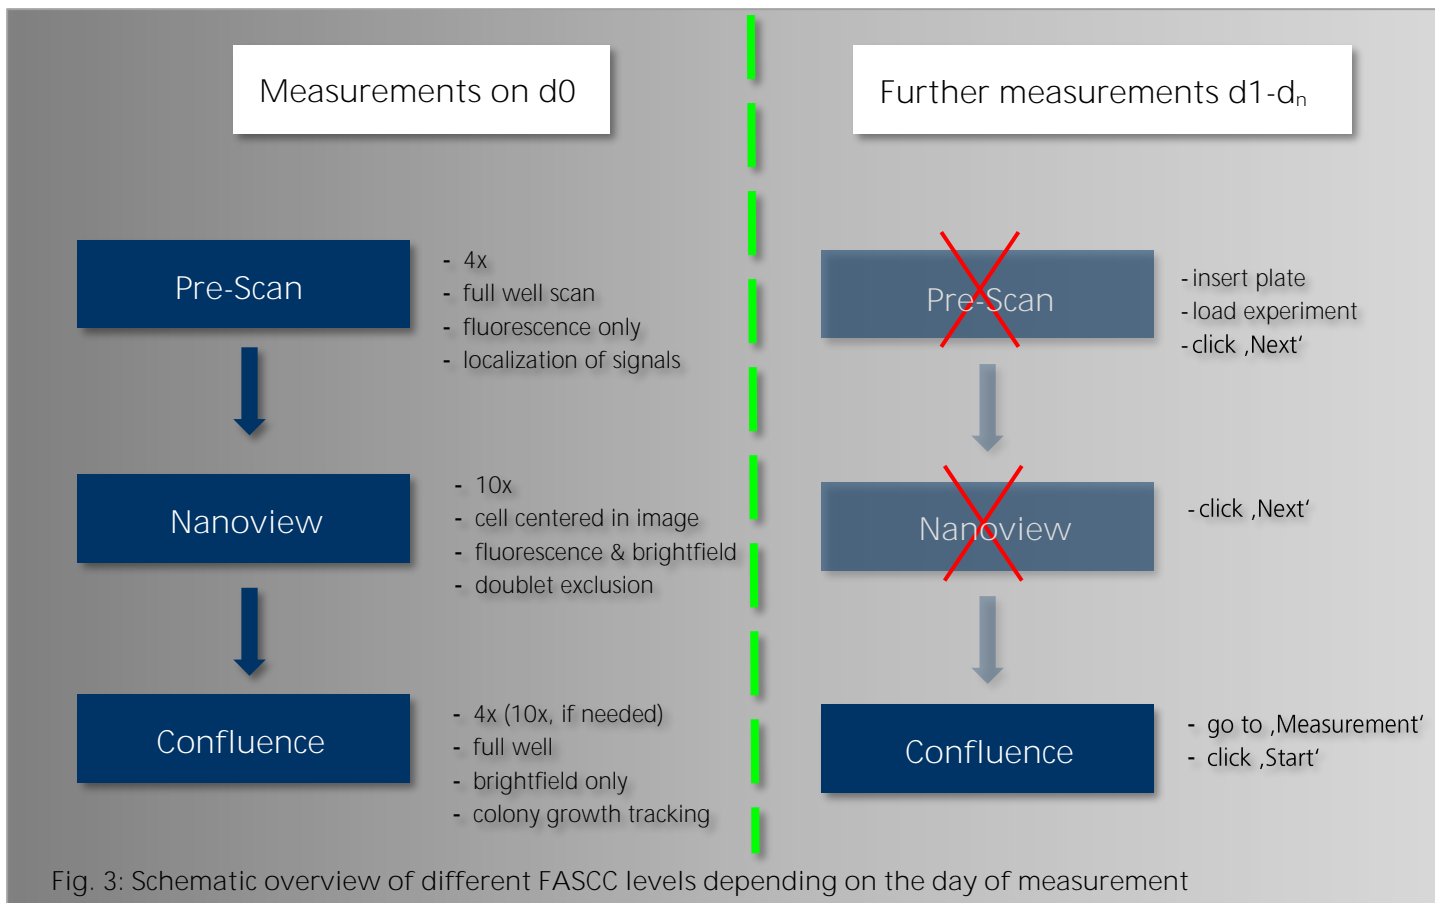 Measurements on d0
Pre-Scan
- 4x
- full well scan
- fluorescence only
- localization of signals
Nanoview
- 10x
- cell centered in image
- fluorescence & brightfield
- doublet exclusion
Confluence
- 4x (10x, if needed)
- full well
- brightfield only
- colony growth tracking
Further measurements d1-dₙ
Pre-Scan
- insert plate
- load experiment
- click ‚Next‘
Nanoview
- click ‚Next‘
Confluence
- go to ‚Measurement‘
- click ‚Start‘
Fig. 3: Schematic overview of different FASCC levels depending on the day of measurement